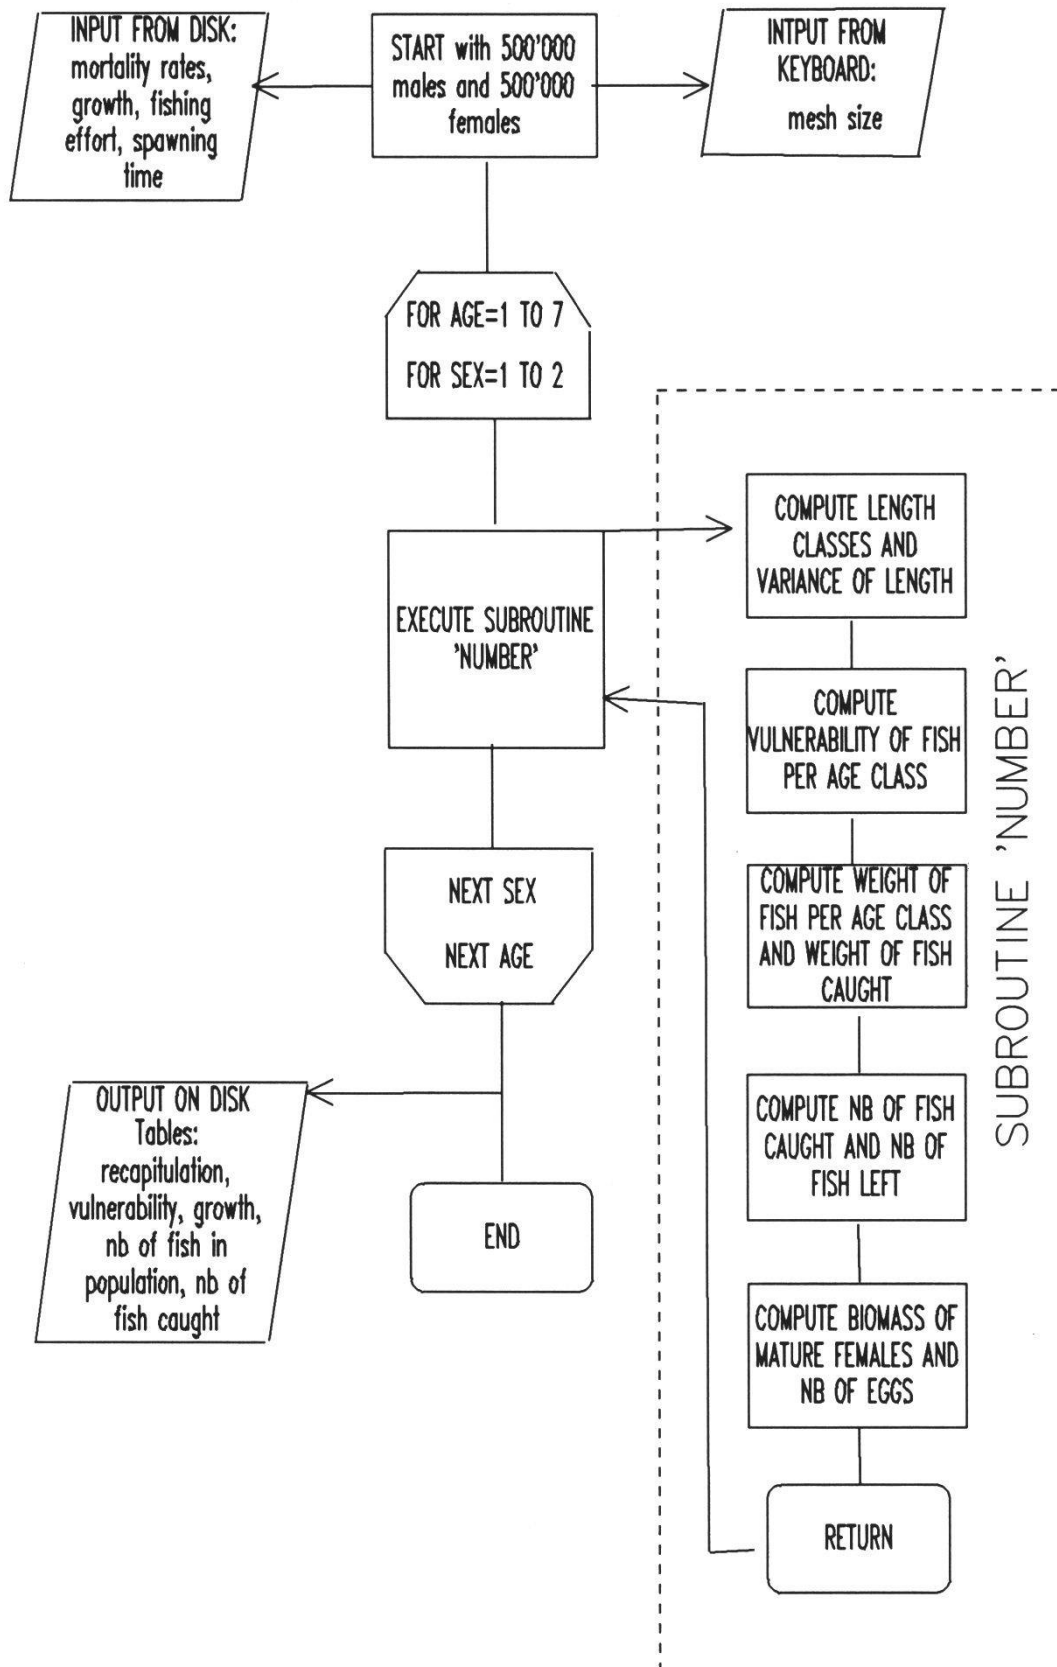 INPUT FROM DISK:
mortality rates,
growth, fishing
effort, spawning
time
START with 500'000
males and 500'000
females
INTPUT FROM
KEYBOARD:
mesh size
FOR AGE=1 TO 7
FOR SEX=1 TO 2
EXECUTE SUBROUTINE
'NUMBER'
NEXT SEX
NEXT AGE
OUTPUT ON DISK
Tables:
recapitulation,
vulnerability, growth,
nb of fish in
population, nb of
fish caught
END
COMPUTE LENGTH
CLASSES AND
VARIANCE OF LENGTH
COMPUTE
VULNERABILITY OF FISH
PER AGE CLASS
COMPUTE WEIGHT OF
FISH PER AGE CLASS
AND WEIGHT OF FISH
CAUGHT
COMPUTE NB OF FISH
CAUGHT AND NB OF
FISH LEFT
COMPUTE BIOMASS OF
MATURE FEMALES AND
NB OF EGGS
RETURN
SUBROUTINE 'NUMBER'